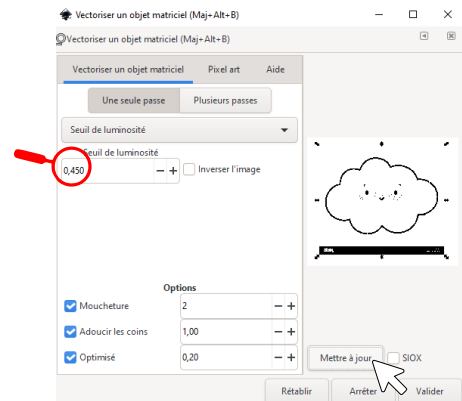 Vectoriser un objet matriciel (Maj+Alt+B)
Vectoriser un objet matriciel (Maj+Alt+B)
Vectoriser un objet matriciel Pixel art Aide
Une seule passe Plusieurs passes
Seuil de luminosité
Seuil de luminosité
0,450 Inverser l'image
Options
Moucheture 2
Adoucir les coins 1,00
Optimisé 0,20
Mettre à jour SIOX
Rétablir Arrêter Valider